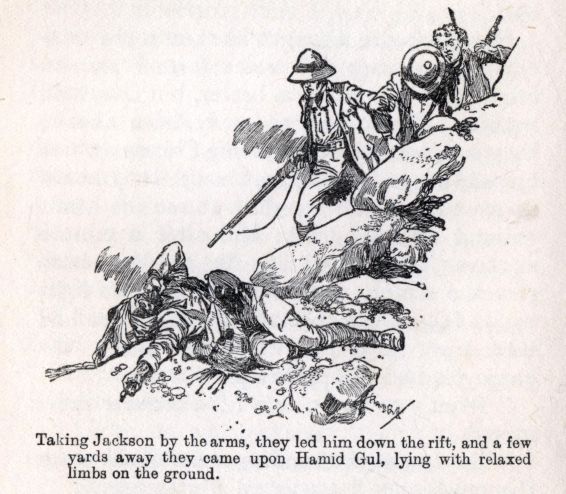 Taking Jackson by the arms, they led him down the rift, and a few
yards away they came upon Hamid Gul, lying with relaxed
limbs on the ground.